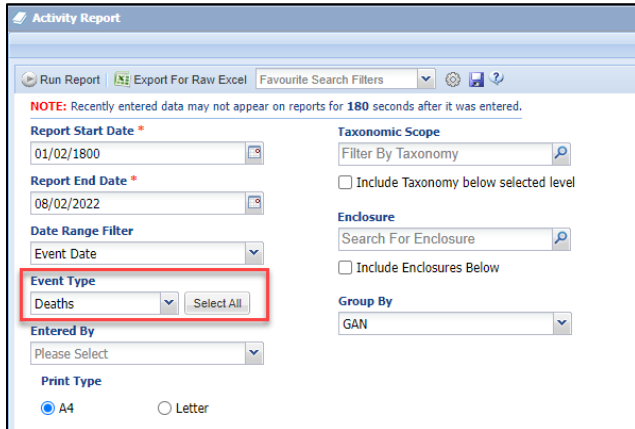 Activity Report
Run Report Export For Raw Excel Favourite Search Filters
NOTE: Recently entered data may not appear on reports for 180 seconds after it was entered.
Report Start Date *
01/02/1800
Report End Date *
08/02/2022
Date Range Filter
Event Date
Event Type
Deaths Select All
Entered By
Please Select
Print Type
A4 Letter
Taxonomic Scope
Filter By Taxonomy
Include Taxonomy below selected level
Enclosure
Search For Enclosure
Include Enclosures Below
Group By
GAN